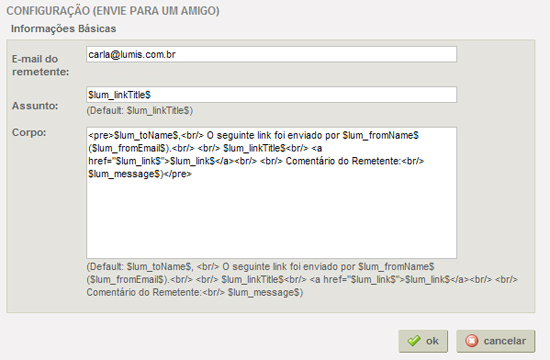 CONFIGURAÇÃO (ENVIE PARA UM AMIGO)
Informações Básicas
E-mail do
remetente:
carla@lumis.com.br
Assunto:
$lum_linkTitle$
(Default: $lum_linkTitle$)
Corpo:
<pre>$lum_toName$,<br/> O seguinte link foi enviado por $lum_fromName$
($lum_fromEmail$).<br/> <br/> $lum_linkTitle$<br/> <a
href="$lum_link$">$lum_link$</a><br/> <br/> Comentário do Remetente:<br/>
$lum_message$)</pre>
(Default: $lum_toName$, <br/> O seguinte link foi enviado por $lum_fromName$
($lum_fromEmail$).<br/> <br/> $lum_linkTitle$<br/> <a href="$lum_link$">$lum_link$</a><br/> <br/>
Comentário do Remetente:<br/> $lum_message$)
ok
cancelar